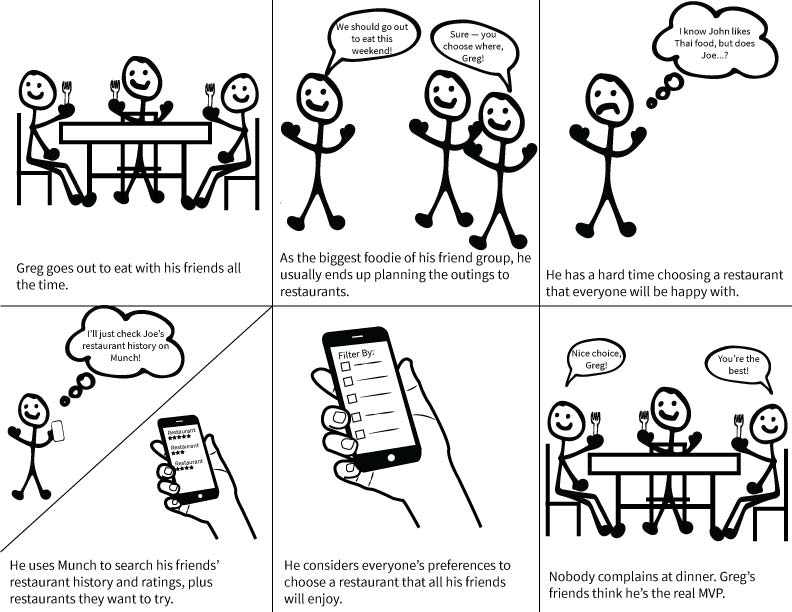 Greg goes out to eat with his friends all
the time.
We should go out
to eat this
weekend!
Sure — you
choose where,
Greg!
As the biggest foodie of his friend group, he
usually ends up planning the outings to
restaurants.
I know John likes
Thai food, but does
Joe...?
He has a hard time choosing a restaurant
that everyone will be happy with.
I'll just check Joe's
restaurant history on
Munch!
Restaurant
★★★★★
Restaurant
★★★
Restaurant
★★★★
He uses Munch to search his friends'
restaurant history and ratings, plus
restaurants they want to try.
Filter By:
He considers everyone's preferences to
choose a restaurant that all his friends
will enjoy.
Nice choice,
Greg!
You're the
best!
Nobody complains at dinner. Greg's
friends think he's the real MVP.